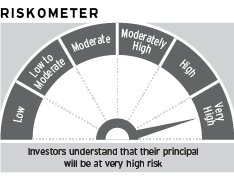 RISKOMETER
Low
Low to
Moderate
Moderate
Moderately
High
High
Very
High
Investors understand that their principal
will be at very high risk